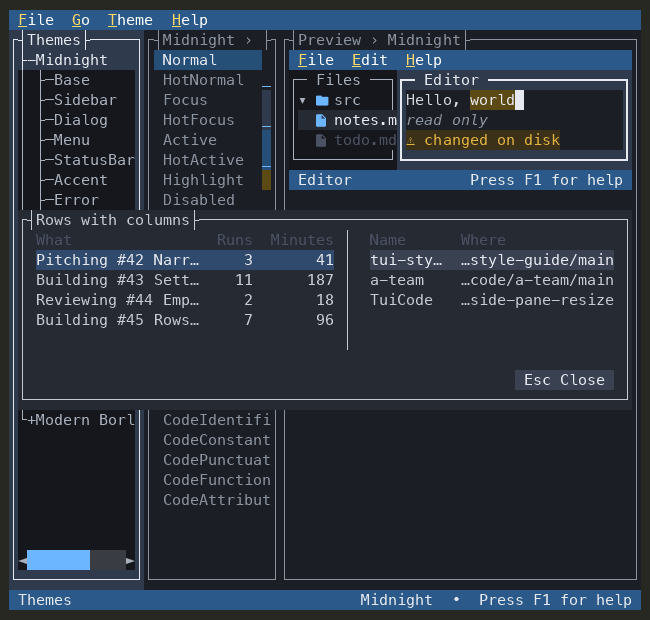 File Go Theme Help
Themes
Midnight
Base
Sidebar
Dialog
Menu
StatusBar
Accent
Error
+Modern Borl
Midnight ›
Normal
HotNormal
Focus
HotFocus
Active
HotActive
Highlight
Disabled
CodeIdentifi
CodeConstant
CodePunctuat
CodeFunction
CodeAttribut
Preview › Midnight
File Edit Help
Files
▾ src
notes.m
todo.md
Editor
Hello, world
read only
⚠ changed on disk
Editor Press F1 for help
Rows with columns
What Runs Minutes
Pitching #42 Narr… 3 41
Building #43 Sett… 11 187
Reviewing #44 Emp… 2 18
Building #45 Rows… 7 96
Name Where
tui-sty… …style-guide/main
a-team …code/a-team/main
TuiCode …side-pane-resize
Esc Close
Themes Midnight • Press F1 for help